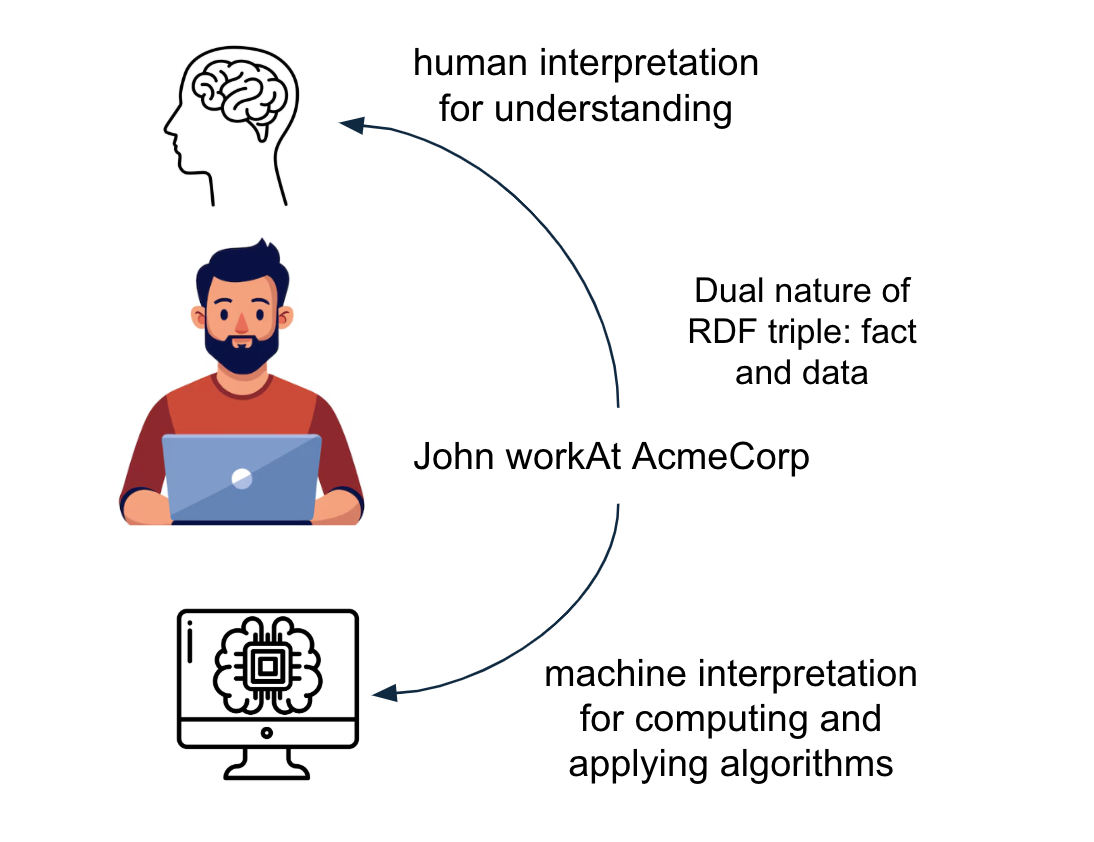 human interpretation
for understanding
Dual nature of
RDF triple: fact
and data
John workAt AcmeCorp
machine interpretation
for computing and
applying algorithms